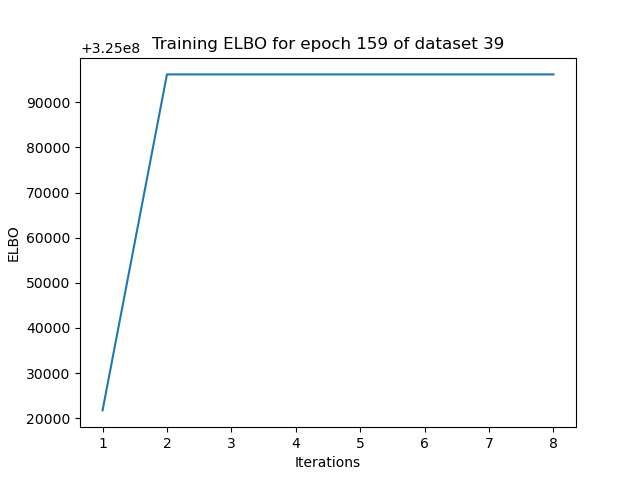 Training ELBO for epoch 159 of dataset 39
+3.25e8
90000
80000
70000
60000
50000
40000
30000
20000
ELBO
1 2 3 4 5 6 7 8
Iterations